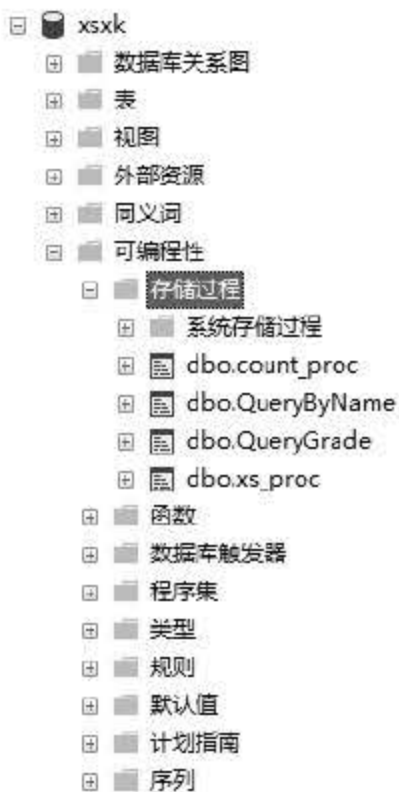 xsxk
数据库关系图
表
视图
外部资源
同义词
可编程性
存储过程
系统存储过程
dbo.count_proc
dbo.QueryByName
dbo.QueryGrade
dbo.xs_proc
函数
数据库触发器
程序集
类型
规则
默认值
计划指南
序列